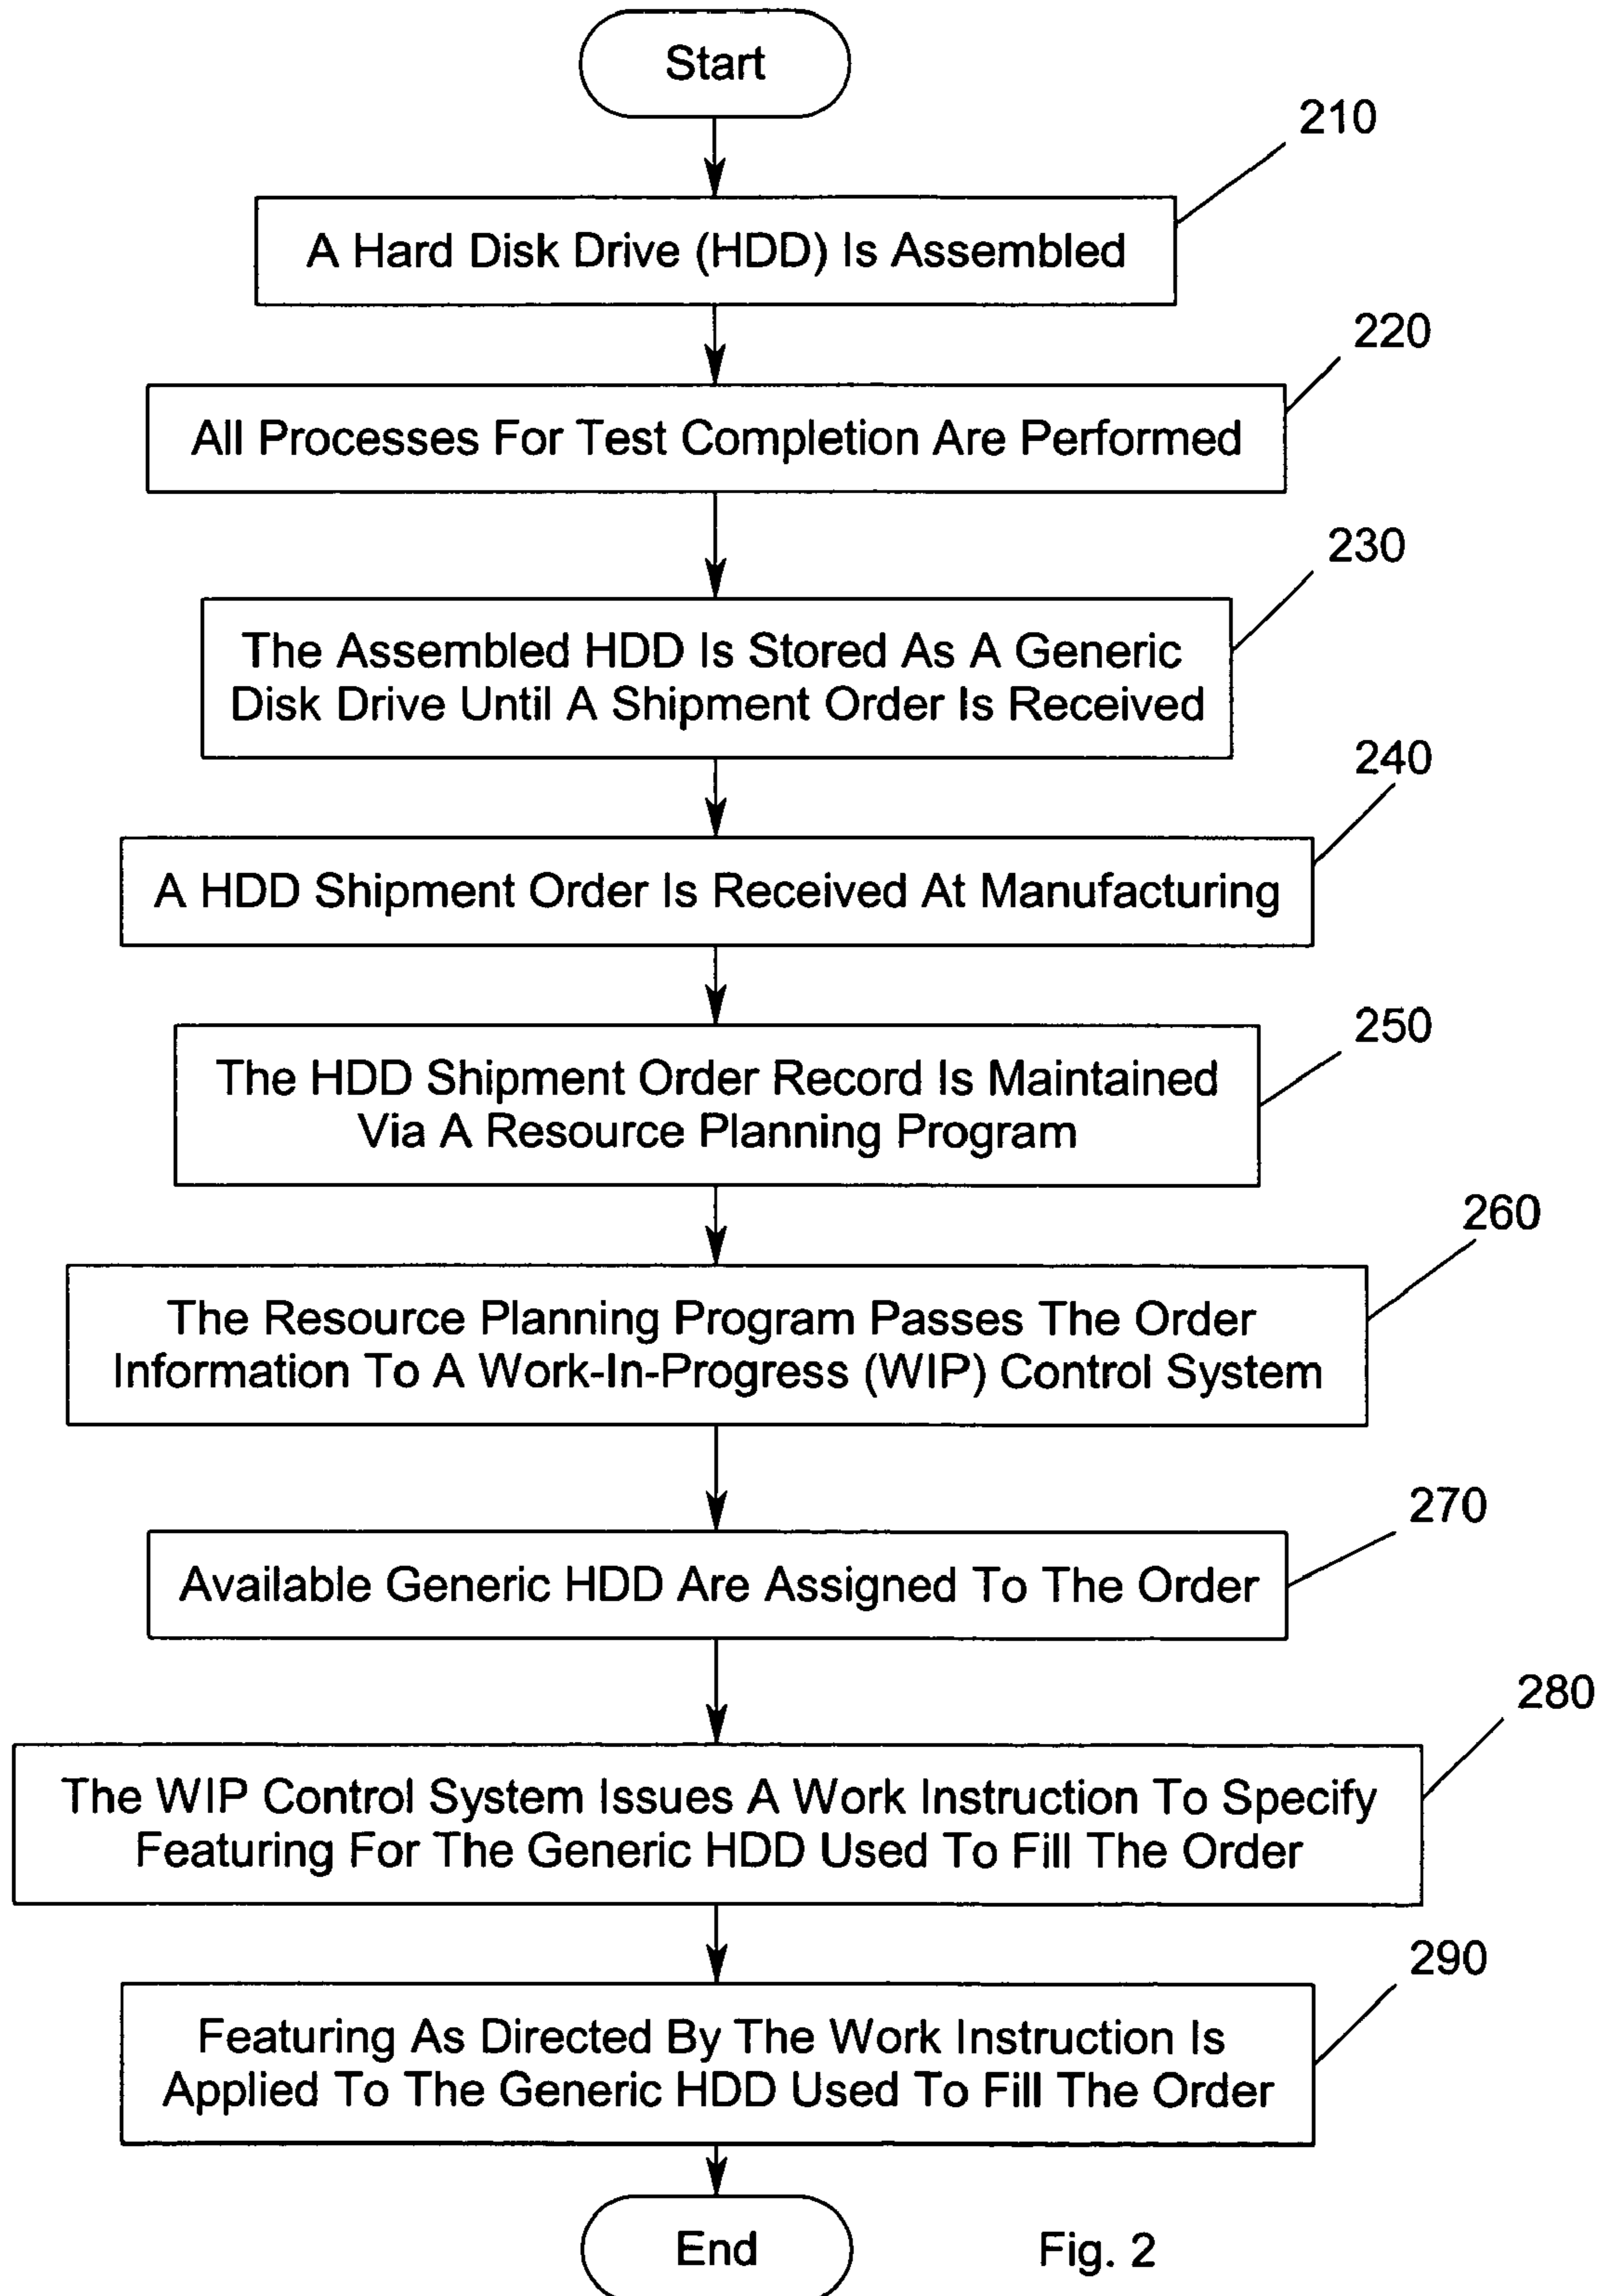 Start
210
A Hard Disk Drive (HDD) Is Assembled
220
All Processes For Test Completion Are Performed
230
The Assembled HDD Is Stored As A Generic
Disk Drive Until A Shipment Order Is Received
240
A HDD Shipment Order Is Received At Manufacturing
250
The HDD Shipment Order Record Is Maintained
Via A Resource Planning Program
260
The Resource Planning Program Passes The Order
Information To A Work-In-Progress (WIP) Control System
270
Available Generic HDD Are Assigned To The Order
280
The WIP Control System Issues A Work Instruction To Specify
Featuring For The Generic HDD Used To Fill The Order
290
Featuring As Directed By The Work Instruction Is
Applied To The Generic HDD Used To Fill The Order
End
Fig. 2